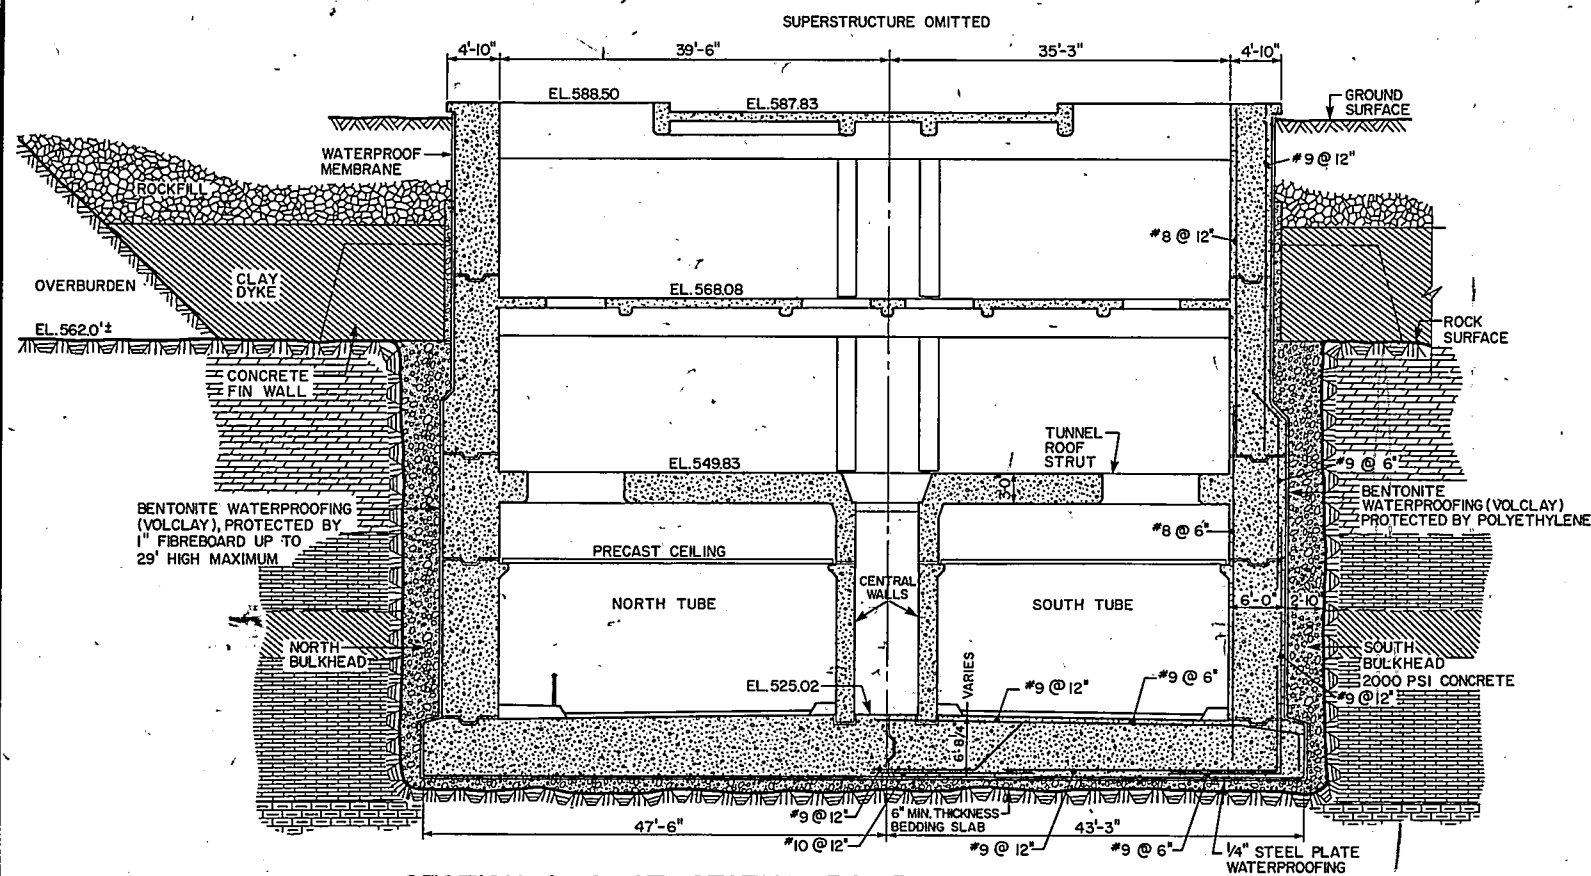 SUPERSTRUCTURE OMITTED
4'-10"
39'-6"
35'-3"
4'-10"
EL.588.50
EL.587.83
GROUND
SURFACE
WATERPROOF
MEMBRANE
#9 @ 12"
ROCKFILL
#8 @ 12"
CLAY
DYKE
OVERBURDEN
EL.568.08
EL.562.0'±
ROCK
SURFACE
CONCRETE
FIN WALL
TUNNEL
ROOF
STRUT
EL.549.83
3.0'
#9 @ 6"
BENTONITE WATERPROOFING
(VOLCLAY), PROTECTED BY
1" FIBREBOARD UP TO
29' HIGH MAXIMUM
BENTONITE
WATERPROOFING (VOLCLAY)
PROTECTED BY POLYETHYLENE
#8 @ 6"
PRECAST CEILING
CENTRAL
WALLS
NORTH TUBE
SOUTH TUBE
6'-0"
10"
NORTH
BULKHEAD
SOUTH
BULKHEAD
2000 PSI CONCRETE
#9 @ 12"
EL.525.02
VARIES
6' 8 1/4"
#9 @ 12"
#9 @ 6"
#9 @ 12"
#10 @ 12"
6" MIN. THICKNESS
BEDDING SLAB
47'-6"
43'-3"
#9 @ 12"
#9 @ 6"
1/4" STEEL PLATE
WATERPROOFING